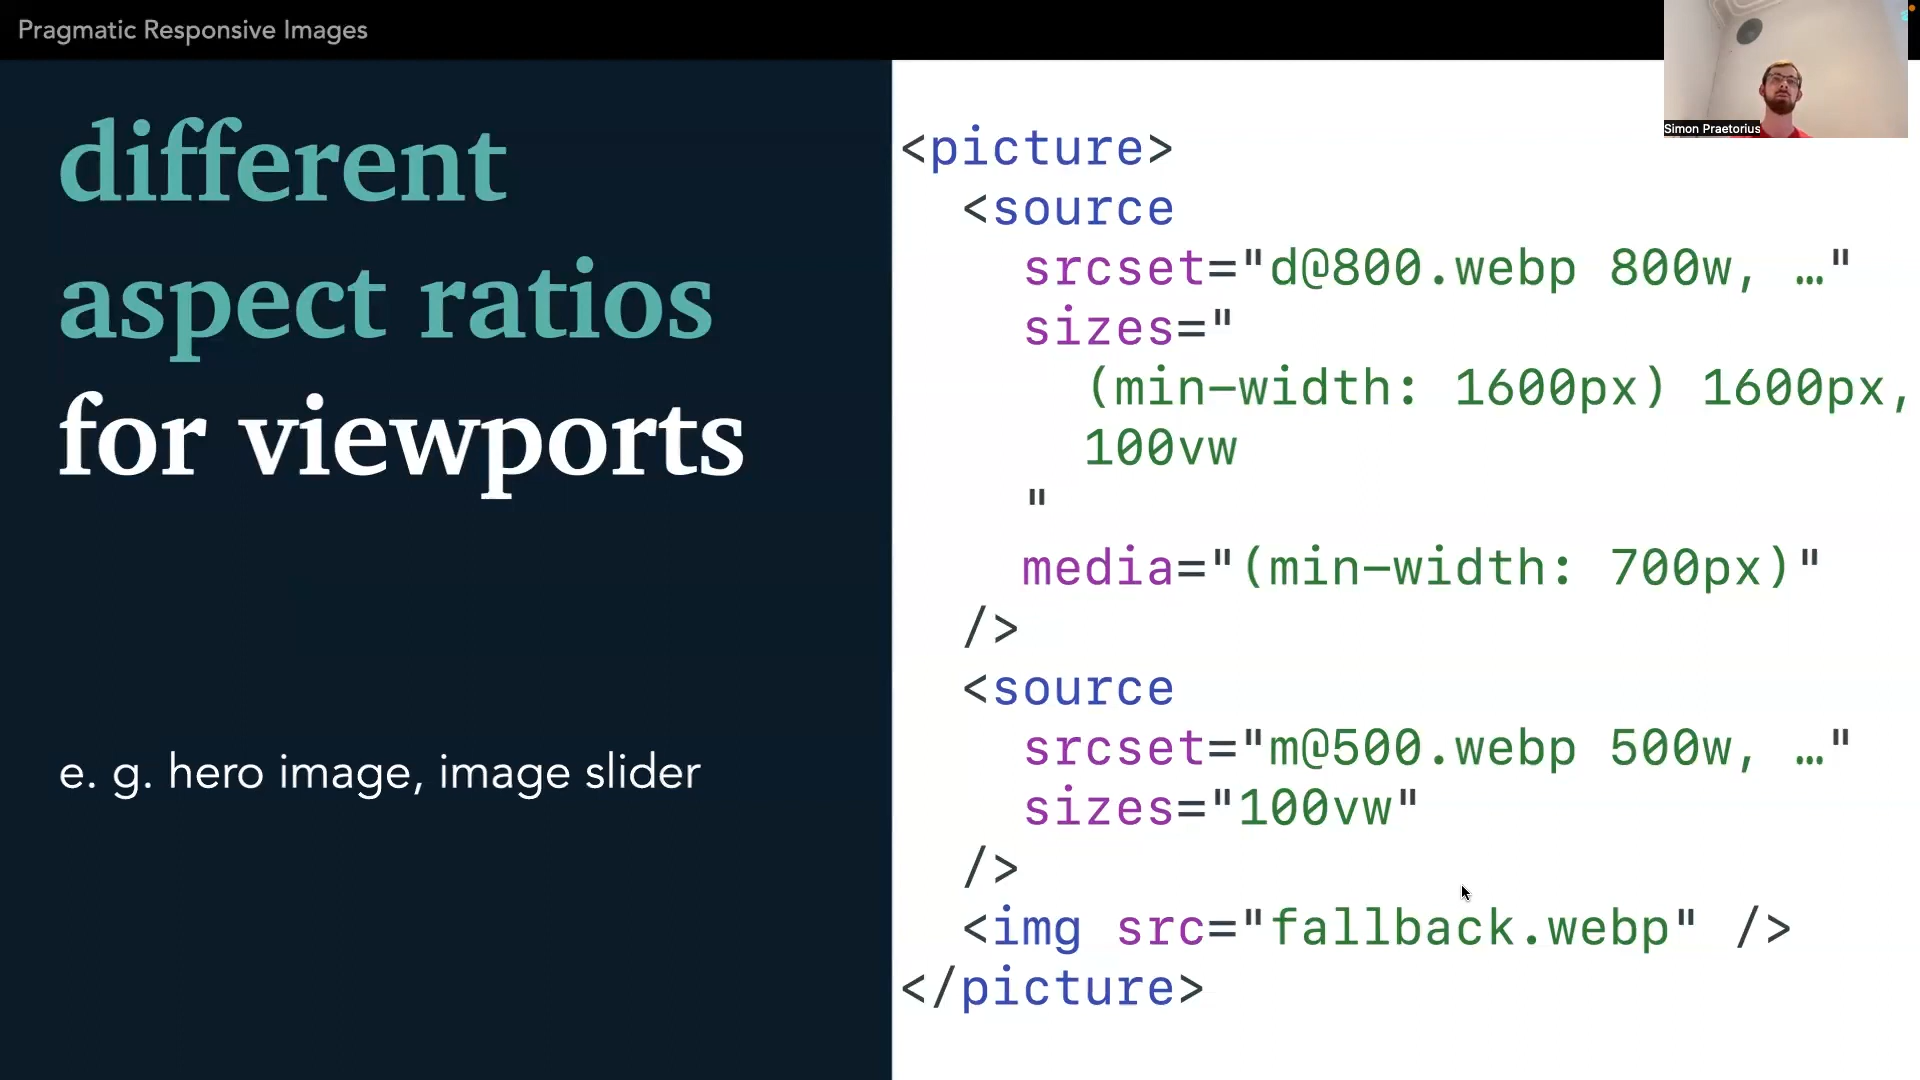 Pragmatic Responsive Images
Simon Praetorius
different
aspect ratios
for viewports
e. g. hero image, image slider
<picture>
  <source
    srcset="d@800.webp 800w, …"
    sizes="
      (min-width: 1600px) 1600px,
      100vw
    "
    media="(min-width: 700px)"
  />
  <source
    srcset="m@500.webp 500w, …"
    sizes="100vw"
  />
  <img src="fallback.webp" />
</picture>